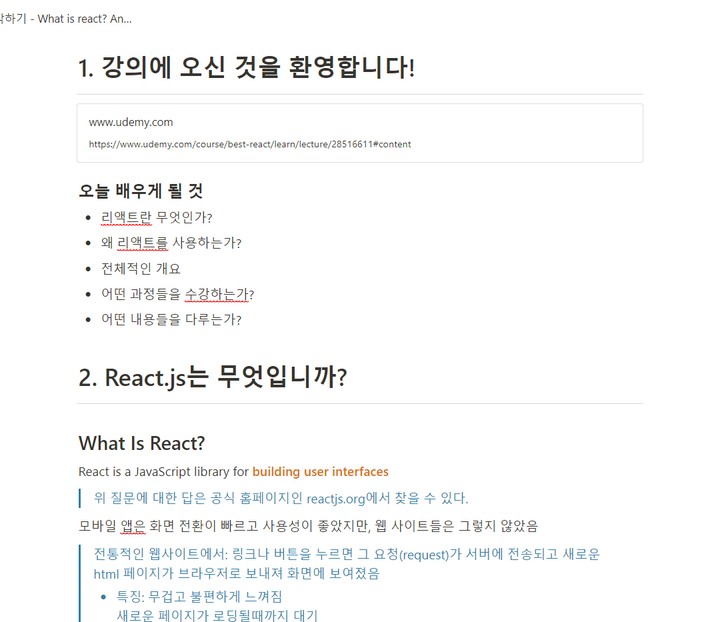 하기 - What is react? An...
1. 강의에 오신 것을 환영합니다!
www.udemy.com
https://www.udemy.com/course/best-react/learn/lecture/28516611#content
오늘 배우게 될 것
리액트란 무엇인가?
왜 리액트를 사용하는가?
전체적인 개요
어떤 과정들을 수강하는가?
어떤 내용들을 다루는가?
2. React.js는 무엇입니까?
What Is React?
React is a JavaScript library for building user interfaces
위 질문에 대한 답은 공식 홈페이지인 reactjs.org에서 찾을 수 있다.
모바일 앱은 화면 전환이 빠르고 사용성이 좋았지만, 웹 사이트들은 그렇지 않았음
전통적인 웹사이트에서: 링크나 버튼을 누르면 그 요청(request)가 서버에 전송되고 새로운
html 페이지가 브라우저로 보내져 화면에 보여졌음
특징: 무겁고 불편하게 느껴짐
새로운 페이지가 로딩될때까지 대기